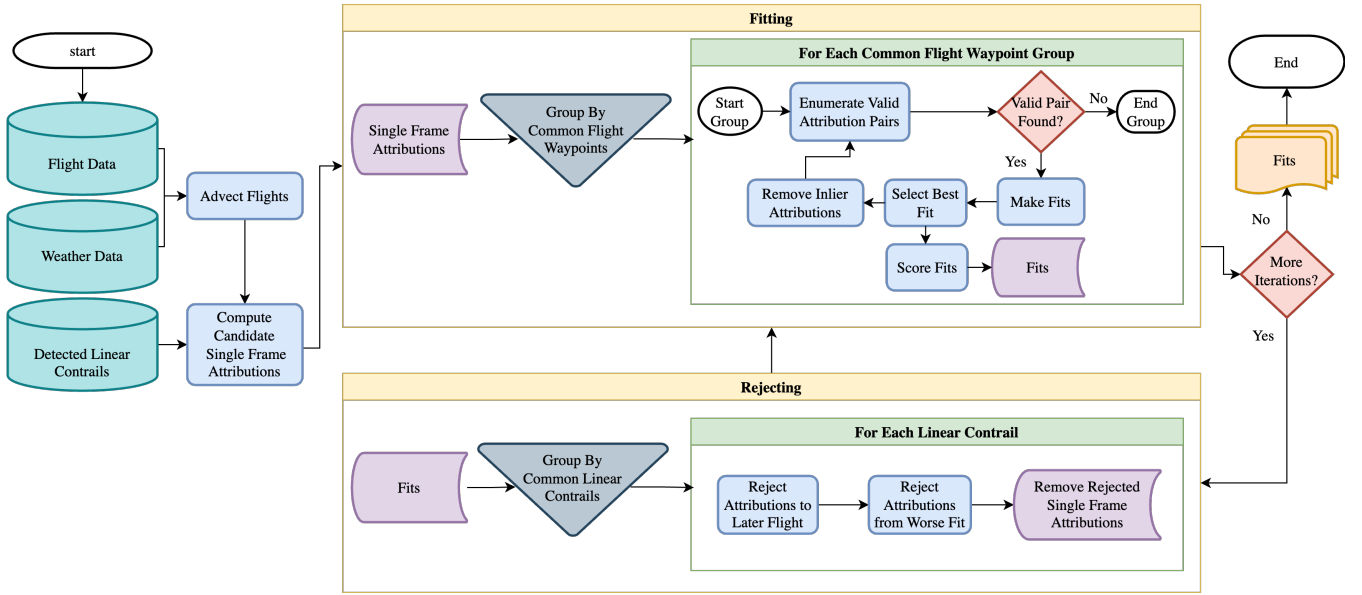 start
Flight Data
Weather Data
Detected Linear
Contrails
Advect Flights
Compute
Candidate
Single Frame
Attributions
Fitting
Single Frame
Attributions
Group By
Common Flight
Waypoints
For Each Common Flight Waypoint Group
Start
Group
Enumerate Valid
Attribution Pairs
Valid Pair
Found?
No
End
Group
Yes
Make Fits
Select Best
Fit
Remove Inlier
Attributions
Score Fits
Fits
Rejecting
Fits
Group By
Common Linear
Contrails
For Each Linear Contrail
Reject
Attributions to
Later Flight
Reject
Attributions
from Worse Fit
Remove Rejected
Single Frame
Attributions
More
Iterations?
Yes
No
Fits
End